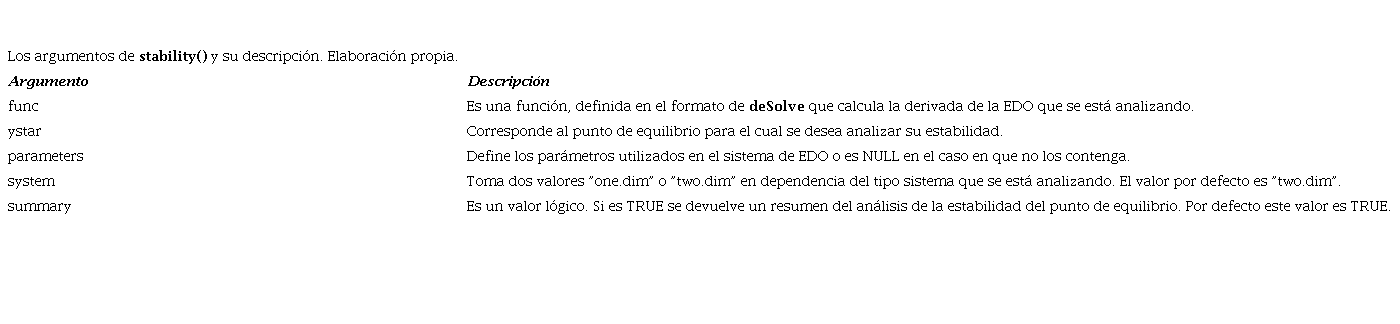 Los argumentos de stability() y su descripción. Elaboración propia.
Argumento Descripción
func Es una función, definida en el formato de deSolve que calcula la derivada de la EDO que se está analizando.
ystar Corresponde al punto de equilibrio para el cual se desea analizar su estabilidad.
parameters Define los parámetros utilizados en el sistema de EDO o es NULL en el caso en que no los contenga.
system Toma dos valores "one.dim" o "two.dim" en dependencia del tipo sistema que se está analizando. El valor por defecto es "two.dim".
summary Es un valor lógico. Si es TRUE se devuelve un resumen del análisis de la estabilidad del punto de equilibrio. Por defecto este valor es TRUE.